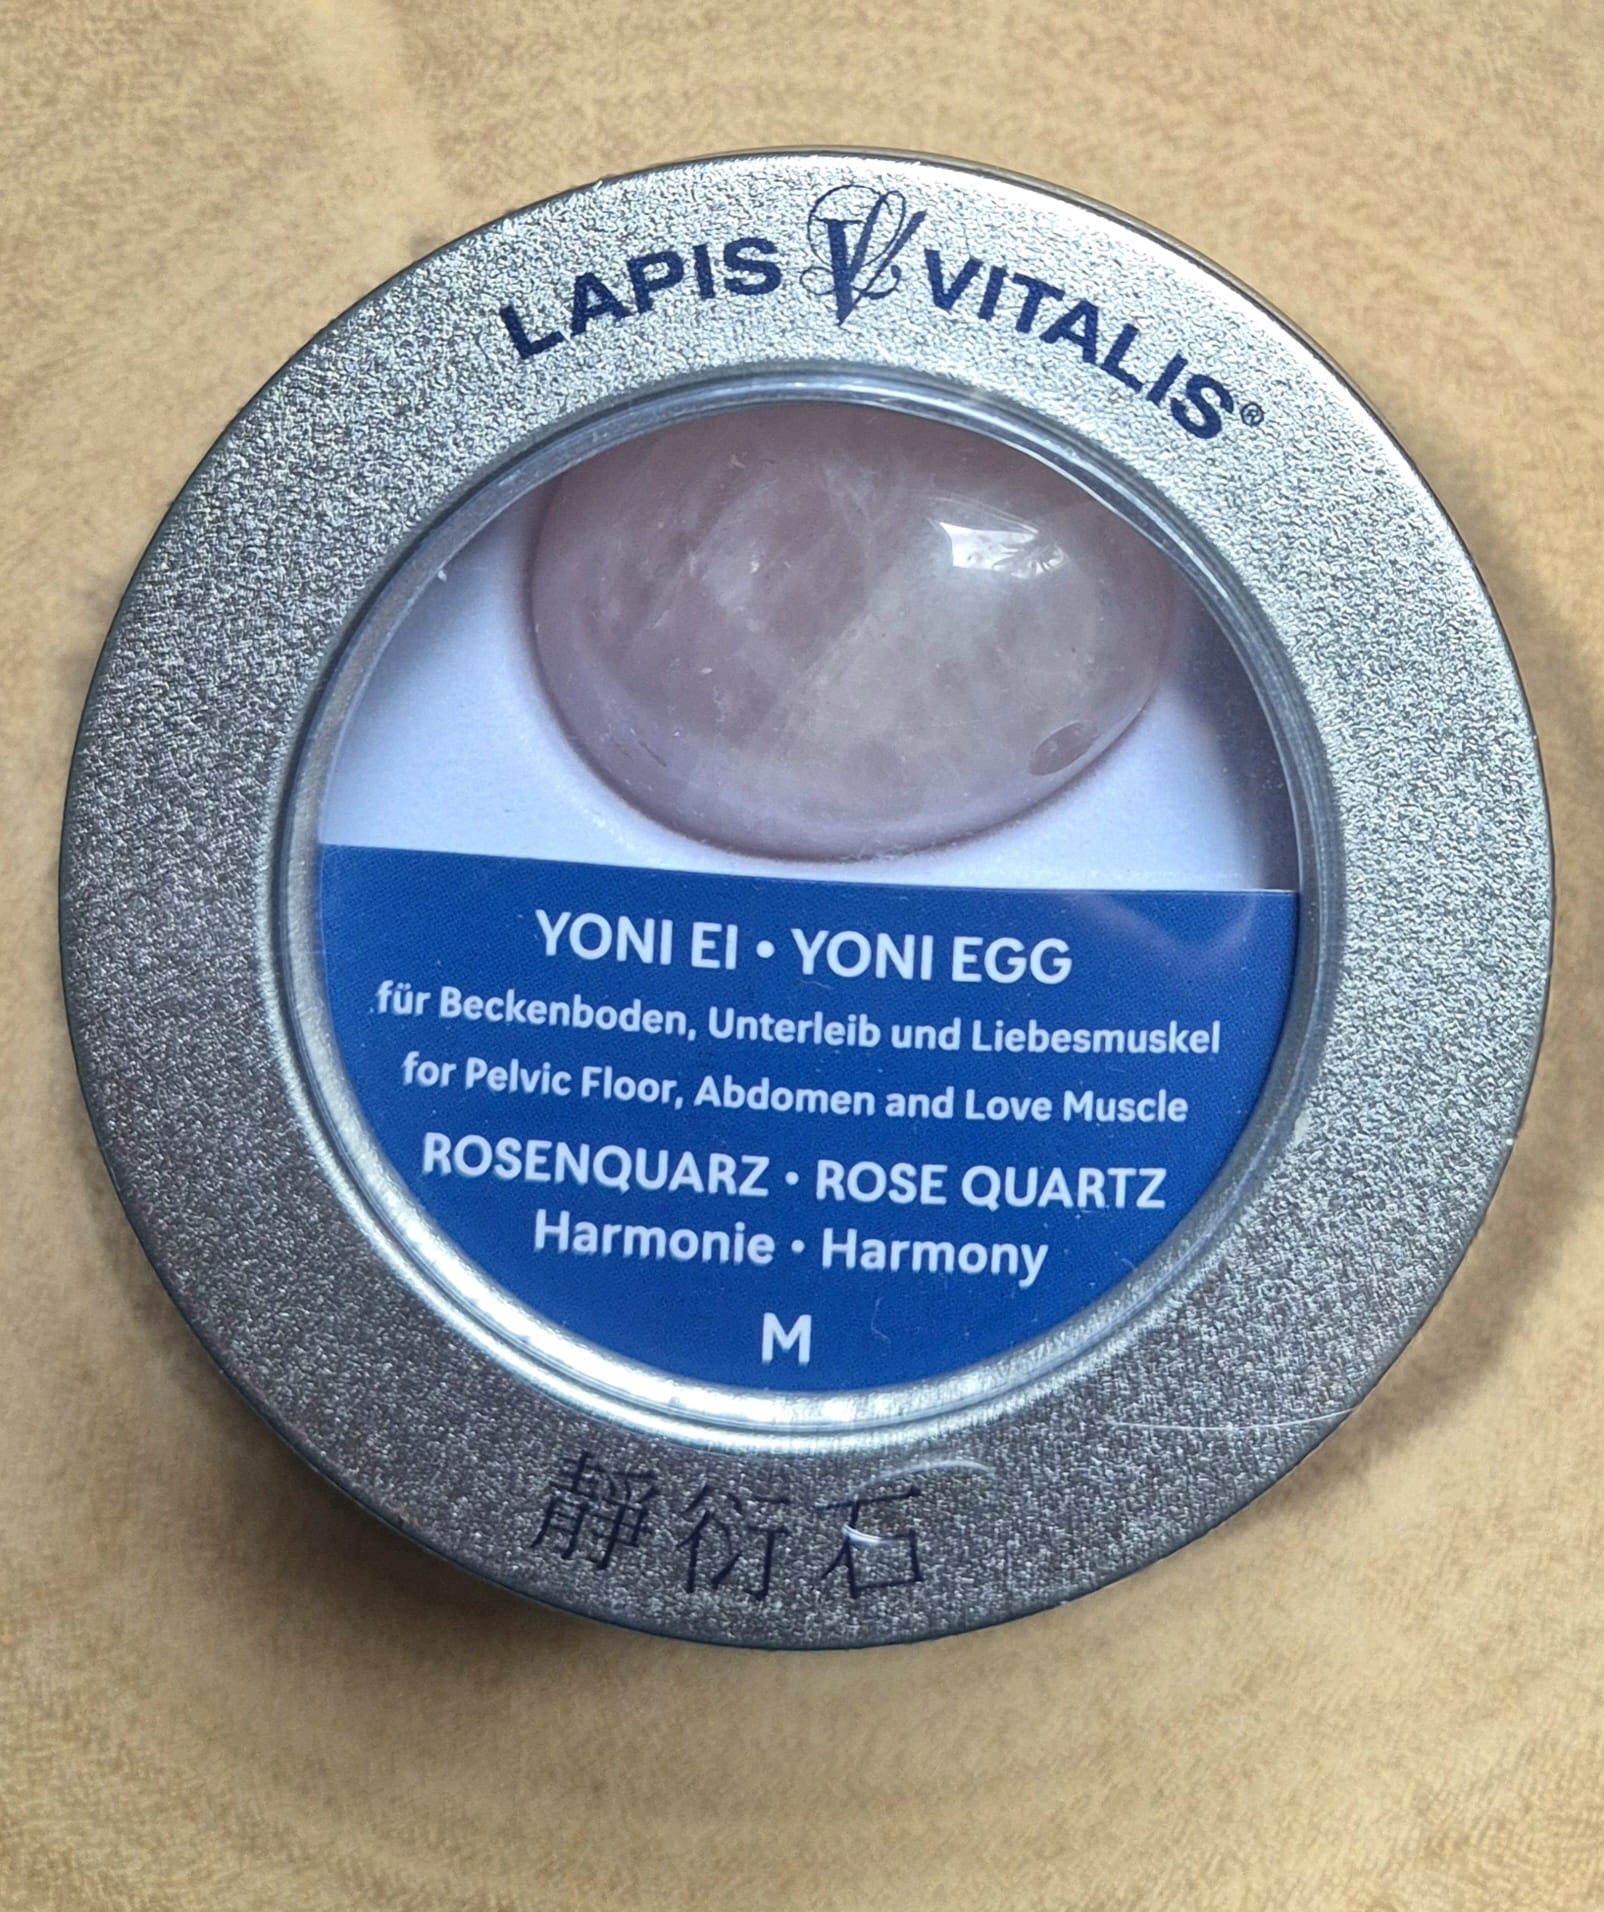 LAPIS VITALIS®
YONI EI • YONI EGG
für Beckenboden, Unterleib und Liebesmuskel
for Pelvic Floor, Abdomen and Love Muscle
ROSENQUARZ • ROSE QUARTZ
Harmonie • Harmony
M
靜衍石